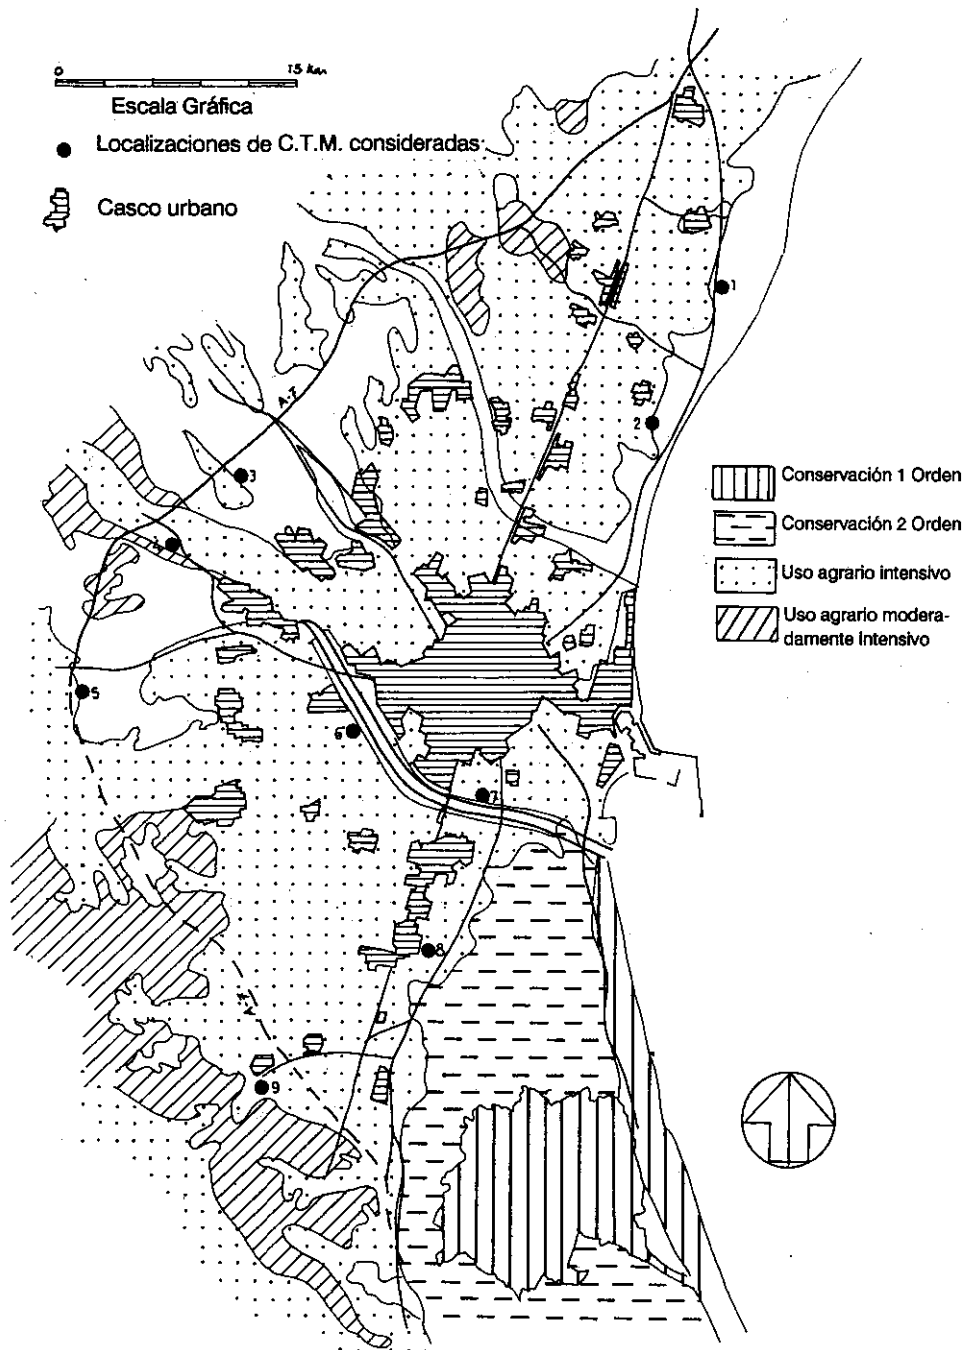 0 15 Km
Escala Gráfica
Localizaciones de C.T.M. consideradas
Casco urbano
1
A-7
2
3
Conservación 1 Orden
4
Conservación 2 Orden
Uso agrario intensivo
Uso agrario modera-
damente intensivo
5
6
7
8
A-7
9